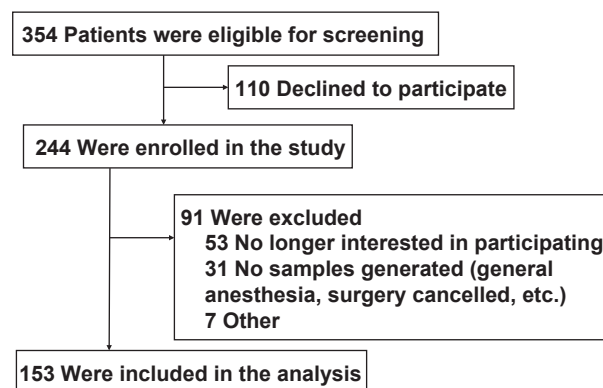 354 Patients were eligible for screening
110 Declined to participate
244 Were enrolled in the study
91 Were excluded
53 No longer interested in participating
31 No samples generated (general
anesthesia, surgery cancelled, etc.)
7 Other
153 Were included in the analysis